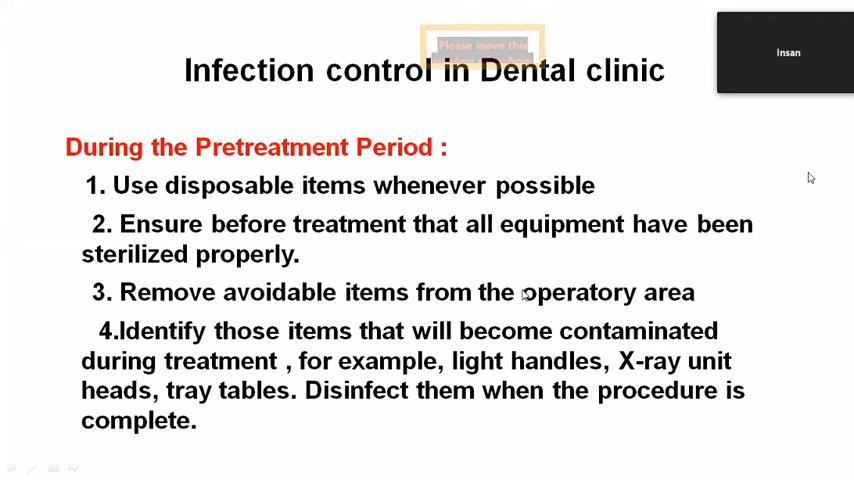 Please move this
Insan
Infection control in Dental clinic
During the Pretreatment Period :
1. Use disposable items whenever possible
2. Ensure before treatment that all equipment have been
sterilized properly.
3. Remove avoidable items from the operatory area
4.Identify those items that will become contaminated
during treatment , for example, light handles, X-ray unit
heads, tray tables. Disinfect them when the procedure is
complete.